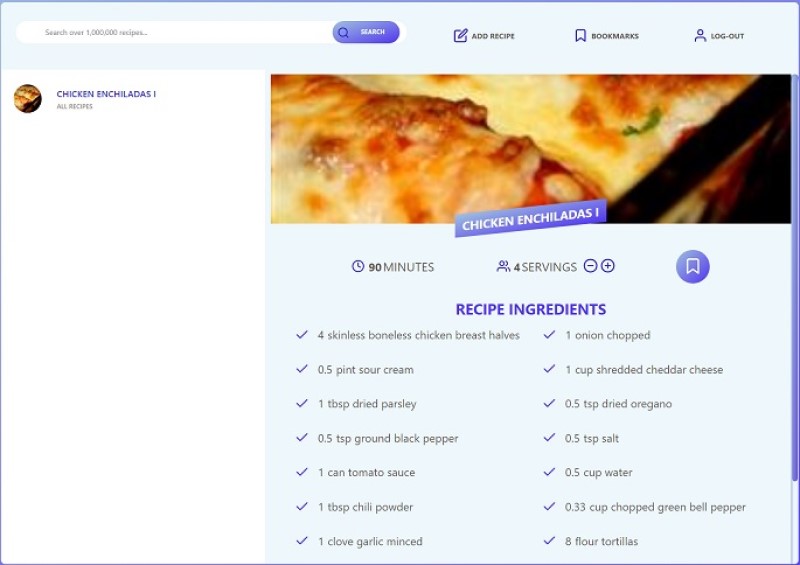 Search over 1,000,000 recipes...
SEARCH
ADD RECIPE
BOOKMARKS
LOG-OUT
CHICKEN ENCHILADAS I
ALL RECIPES
CHICKEN ENCHILADAS I
90 MINUTES
4 SERVINGS
RECIPE INGREDIENTS
4 skinless boneless chicken breast halves
1 onion chopped
0.5 pint sour cream
1 cup shredded cheddar cheese
1 tbsp dried parsley
0.5 tsp dried oregano
0.5 tsp ground black pepper
0.5 tsp salt
1 can tomato sauce
0.5 cup water
1 tbsp chili powder
0.33 cup chopped green bell pepper
1 clove garlic minced
8 flour tortillas